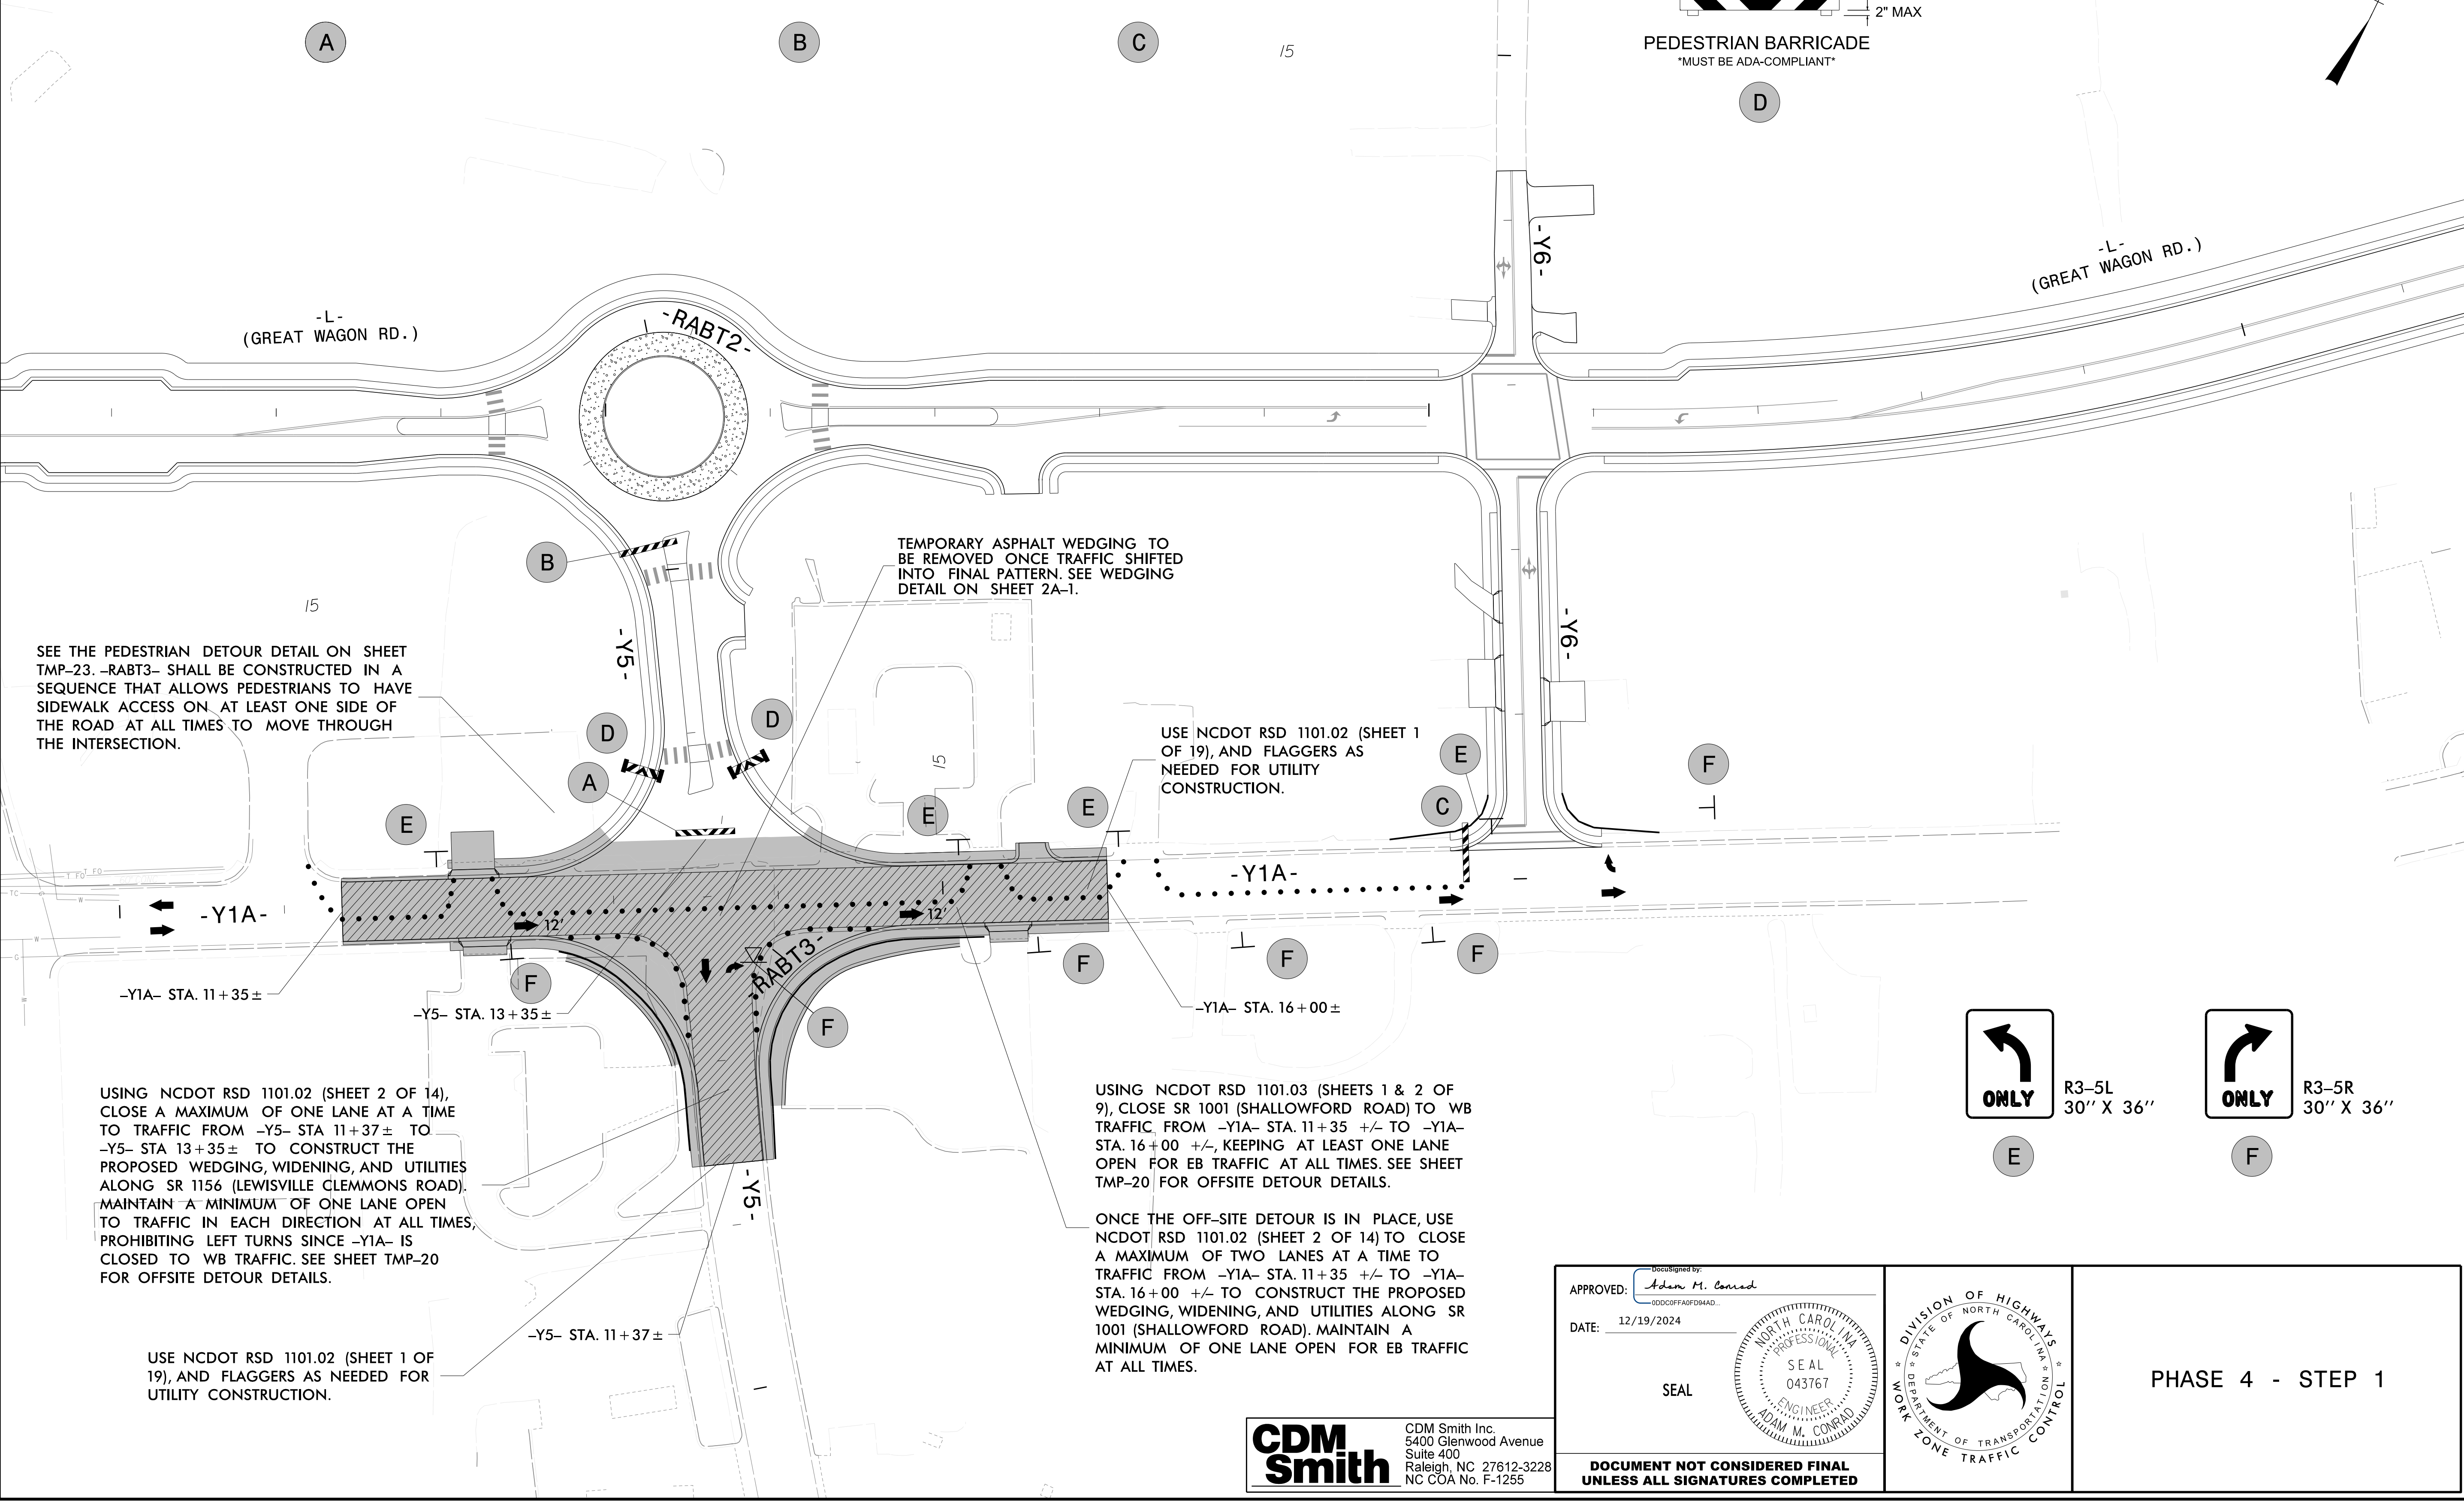 A
B
C
15
2" MAX
PEDESTRIAN BARRICADE
*MUST BE ADA-COMPLIANT*
D
-Y6-
-L-
(GREAT WAGON RD.)
-L-
(GREAT WAGON RD.)
-RABT2-
B
TEMPORARY ASPHALT WEDGING TO
BE REMOVED ONCE TRAFFIC SHIFTED
INTO FINAL PATTERN. SEE WEDGING
DETAIL ON SHEET 2A–1.
15
-Y5-
-Y6-
SEE THE PEDESTRIAN DETOUR DETAIL ON SHEET
TMP–23. –RABT3– SHALL BE CONSTRUCTED IN A
SEQUENCE THAT ALLOWS PEDESTRIANS TO HAVE
SIDEWALK ACCESS ON AT LEAST ONE SIDE OF
THE ROAD AT ALL TIMES TO MOVE THROUGH
THE INTERSECTION.
D
D
A
15
USE NCDOT RSD 1101.02 (SHEET 1
OF 19), AND FLAGGERS AS
NEEDED FOR UTILITY
CONSTRUCTION.
E
F
E
E
E
C
T FO
T FO
TC
W
-Y1A-
12'
12'
-Y1A-
W
G
W
-RABT3-
F
F
F
F
F
–Y1A– STA. 11+35±
–Y5– STA. 13+35±
–Y1A– STA. 16+00±
USING NCDOT RSD 1101.02 (SHEET 2 OF 14),
CLOSE A MAXIMUM OF ONE LANE AT A TIME
TO TRAFFIC FROM –Y5– STA 11+37± TO
–Y5– STA 13+35± TO CONSTRUCT THE
PROPOSED WEDGING, WIDENING, AND UTILITIES
ALONG SR 1156 (LEWISVILLE CLEMMONS ROAD).
MAINTAIN A MINIMUM OF ONE LANE OPEN
TO TRAFFIC IN EACH DIRECTION AT ALL TIMES,
PROHIBITING LEFT TURNS SINCE –Y1A– IS
CLOSED TO WB TRAFFIC. SEE SHEET TMP–20
FOR OFFSITE DETOUR DETAILS.
-Y5-
–Y5– STA. 11+37±
USE NCDOT RSD 1101.02 (SHEET 1 OF
19), AND FLAGGERS AS NEEDED FOR
UTILITY CONSTRUCTION.
USING NCDOT RSD 1101.03 (SHEETS 1 & 2 OF
9), CLOSE SR 1001 (SHALLOWFORD ROAD) TO WB
TRAFFIC FROM –Y1A– STA. 11+35 +/– TO –Y1A–
STA. 16+00 +/–, KEEPING AT LEAST ONE LANE
OPEN FOR EB TRAFFIC AT ALL TIMES. SEE SHEET
TMP–20 FOR OFFSITE DETOUR DETAILS.
ONCE THE OFF–SITE DETOUR IS IN PLACE, USE
NCDOT RSD 1101.02 (SHEET 2 OF 14) TO CLOSE
A MAXIMUM OF TWO LANES AT A TIME TO
TRAFFIC FROM –Y1A– STA. 11+35 +/– TO –Y1A–
STA. 16+00 +/– TO CONSTRUCT THE PROPOSED
WEDGING, WIDENING, AND UTILITIES ALONG SR
1001 (SHALLOWFORD ROAD). MAINTAIN A
MINIMUM OF ONE LANE OPEN FOR EB TRAFFIC
AT ALL TIMES.
ONLY
R3–5L
30'' X 36''
E
ONLY
R3–5R
30'' X 36''
F
CDM
Smith
CDM Smith Inc.
5400 Glenwood Avenue
Suite 400
Raleigh, NC 27612-3228
NC COA No. F-1255
DocuSigned by:
APPROVED: Adam M. Conrad
0DDC0FFA0FD94AD...
DATE: 12/19/2024
SEAL
NORTH CAROLINA
PROFESSIONAL
SEAL
043767
ENGINEER
ADAM M. CONRAD
DOCUMENT NOT CONSIDERED FINAL
UNLESS ALL SIGNATURES COMPLETED
DIVISION OF HIGHWAYS
STATE OF NORTH CAROLINA
DEPARTMENT OF TRANSPORTATION
WORK ZONE TRAFFIC CONTROL
PHASE 4 - STEP 1